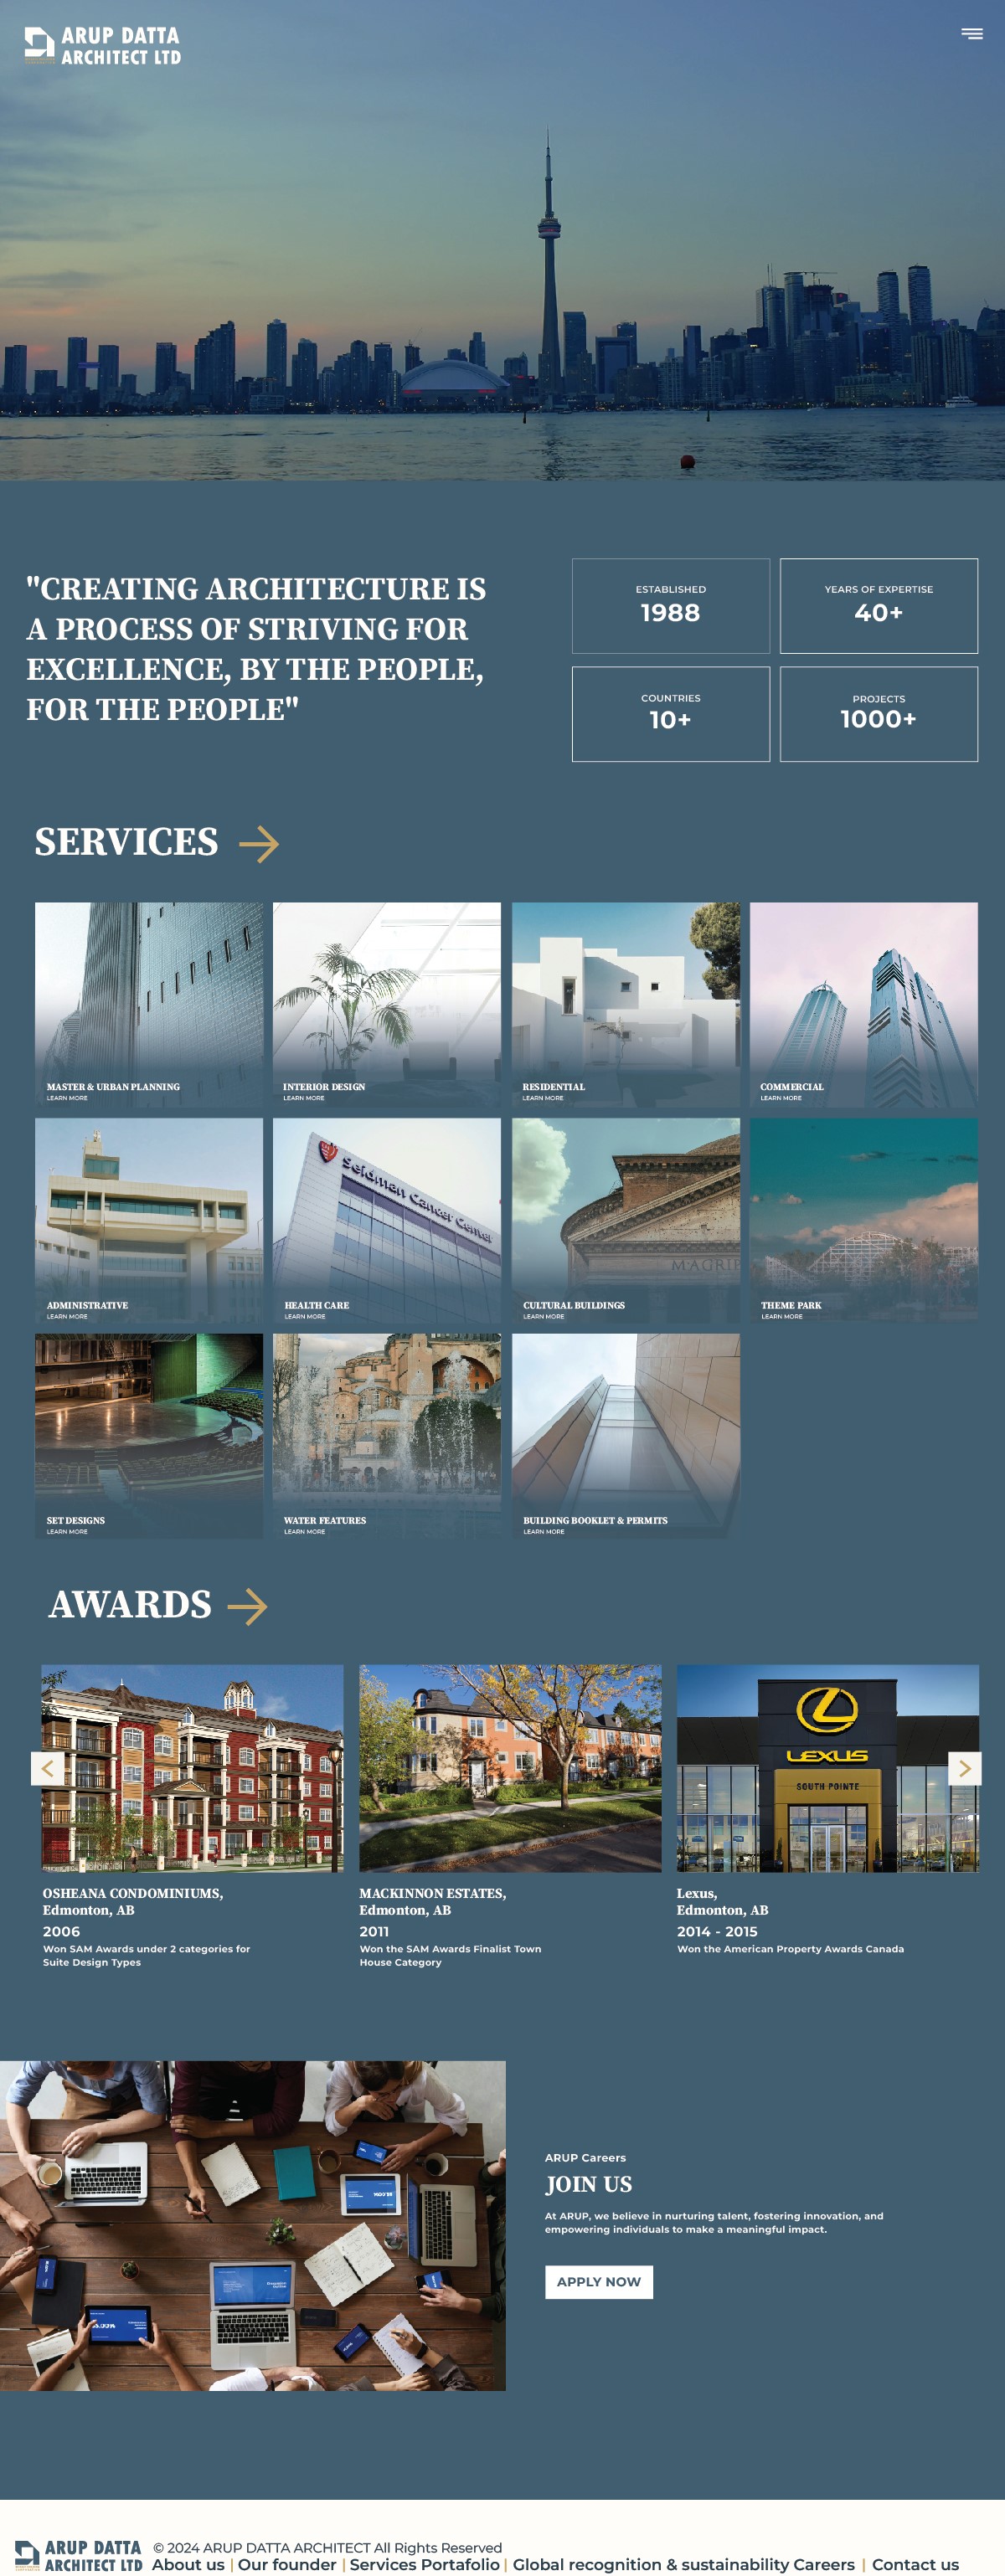 ARUP DATTA
ARCHITECT LTD
"CREATING ARCHITECTURE IS
A PROCESS OF STRIVING FOR
EXCELLENCE, BY THE PEOPLE,
FOR THE PEOPLE"
ESTABLISHED
1988
YEARS OF EXPERTISE
40+
COUNTRIES
10+
PROJECTS
1000+
SERVICES
MASTER & URBAN PLANNING
LEARN MORE
INTERIOR DESIGN
LEARN MORE
RESIDENTIAL
LEARN MORE
COMMERCIAL
LEARN MORE
Seidman Cancer Center
MAGRIP
ADMINISTRATIVE
LEARN MORE
HEALTH CARE
LEARN MORE
CULTURAL BUILDINGS
LEARN MORE
THEME PARK
LEARN MORE
SET DESIGNS
LEARN MORE
WATER FEATURES
LEARN MORE
BUILDING BOOKLET & PERMITS
LEARN MORE
AWARDS
LEXUS
SOUTH POINTE
OSHEANA CONDOMINIUMS,
Edmonton, AB
2006
Won SAM Awards under 2 categories for
Suite Design Types
MACKINNON ESTATES,
Edmonton, AB
2011
Won the SAM Awards Finalist Town
House Category
Lexus,
Edmonton, AB
2014 - 2015
Won the American Property Awards Canada
ARUP Careers
JOIN US
At ARUP, we believe in nurturing talent, fostering innovation, and
empowering individuals to make a meaningful impact.
APPLY NOW
ARUP DATTA
ARCHITECT LTD
© 2024 ARUP DATTA ARCHITECT All Rights Reserved
About us | Our founder | Services Portafolio | Global recognition & sustainability Careers | Contact us